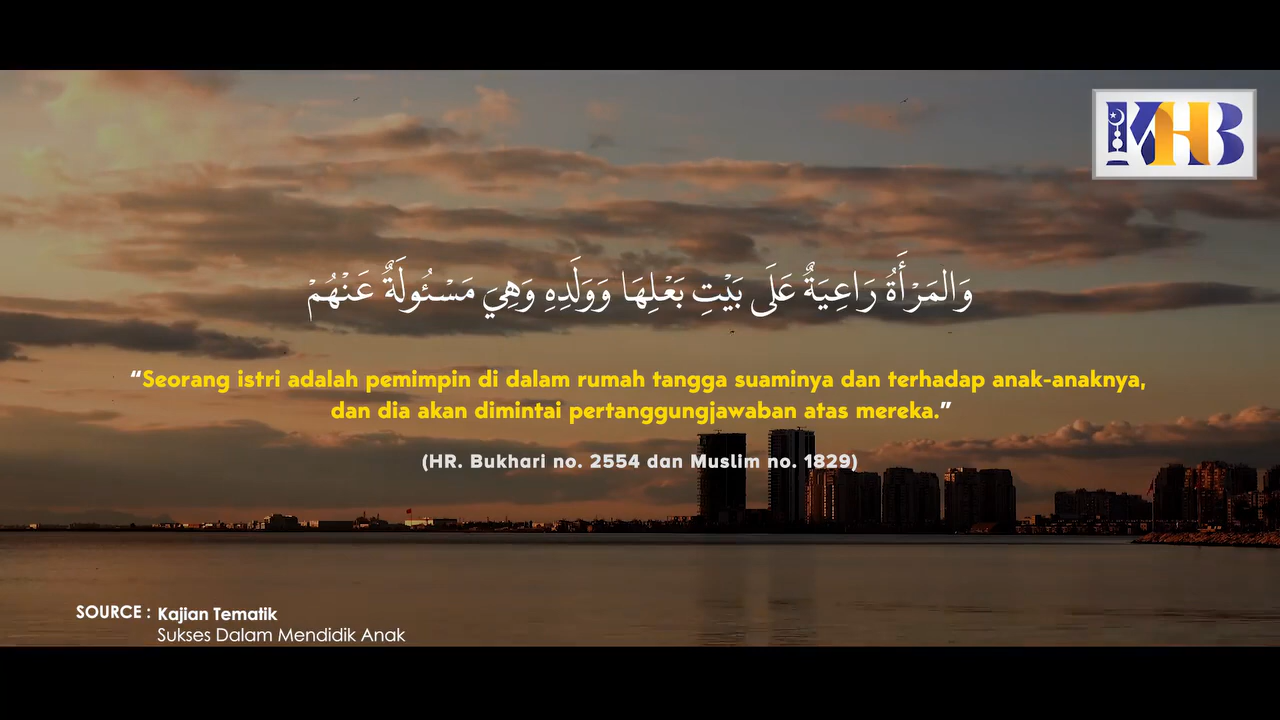 MHB
وَالمَرْأَةُ رَاعِيَةٌ عَلَى بَيْتِ بَعْلِهَا وَوَلَدِهِ وَهِيَ مَسْئُولَةٌ عَنْهُمْ
“Seorang istri adalah pemimpin di dalam rumah tangga suaminya dan terhadap anak-anaknya,
dan dia akan dimintai pertanggungjawaban atas mereka.”
(HR. Bukhari no. 2554 dan Muslim no. 1829)
SOURCE : Kajian Tematik
Sukses Dalam Mendidik Anak